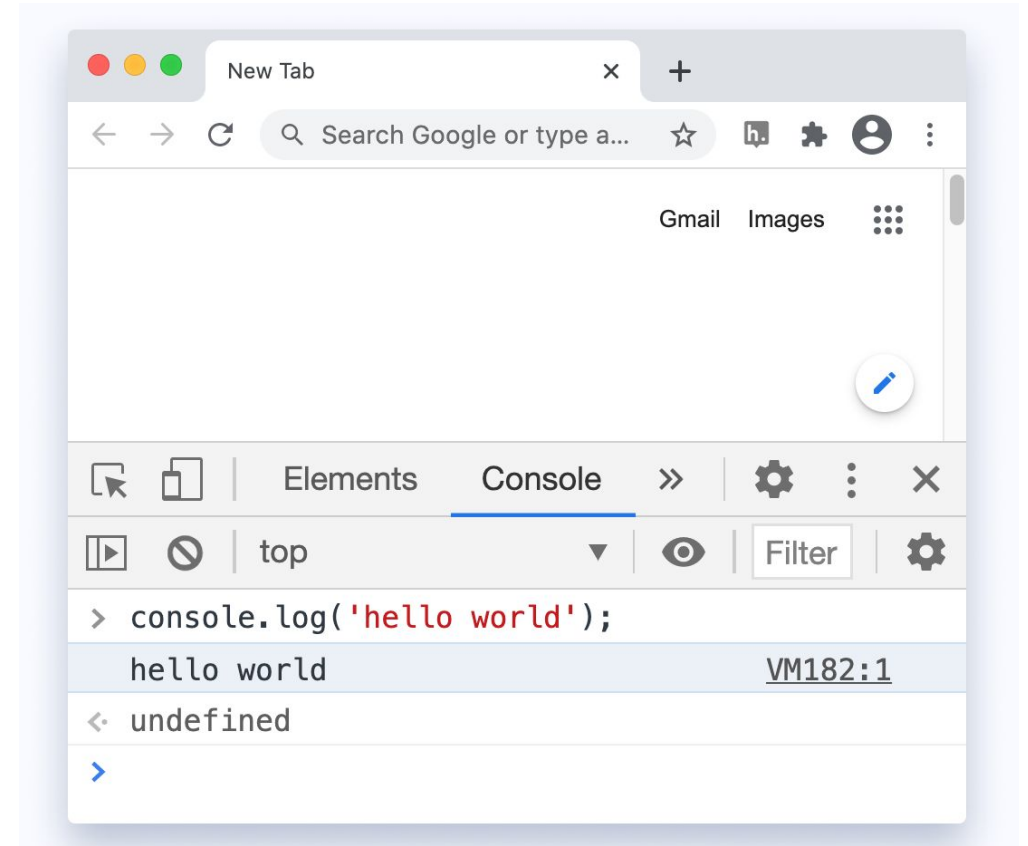 New Tab
Search Google or type a...
h.
Gmail Images
Elements Console
top Filter
> console.log('hello world');
hello world VM182:1
undefined
>